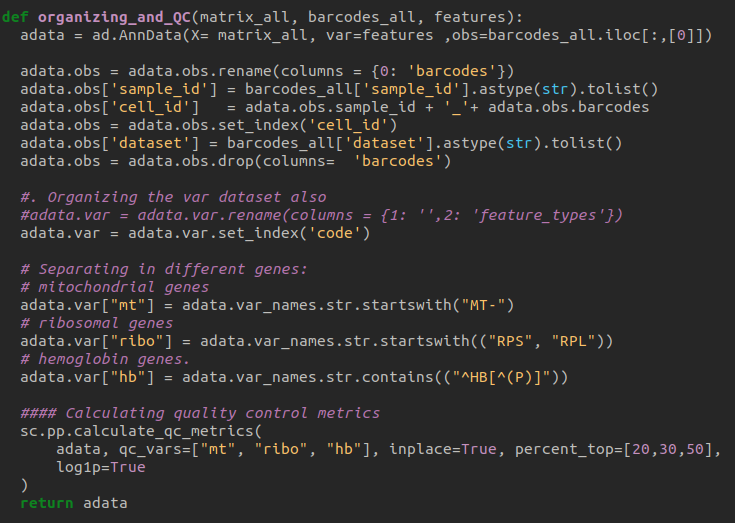 def organizing_and_QC(matrix_all, barcodes_all, features):
  adata = ad.AnnData(X= matrix_all, var=features ,obs=barcodes_all.iloc[:,[0]])

  adata.obs = adata.obs.rename(columns = {0: 'barcodes'})
  adata.obs['sample_id'] = barcodes_all['sample_id'].astype(str).tolist()
  adata.obs['cell_id']   = adata.obs.sample_id + '_'+ adata.obs.barcodes
  adata.obs = adata.obs.set_index('cell_id')
  adata.obs['dataset'] = barcodes_all['dataset'].astype(str).tolist()
  adata.obs = adata.obs.drop(columns=  'barcodes')

  #. Organizing the var dataset also
  #adata.var = adata.var.rename(columns = {1: '',2: 'feature_types'})
  adata.var = adata.var.set_index('code')

  # Separating in different genes:
  # mitochondrial genes
  adata.var["mt"] = adata.var_names.str.startswith("MT-")
  # ribosomal genes
  adata.var["ribo"] = adata.var_names.str.startswith(("RPS", "RPL"))
  # hemoglobin genes.
  adata.var["hb"] = adata.var_names.str.contains(("^HB[^(P)]"))

  #### Calculating quality control metrics
  sc.pp.calculate_qc_metrics(
      adata, qc_vars=["mt", "ribo", "hb"], inplace=True, percent_top=[20,30,50],
      log1p=True
  )
  return adata